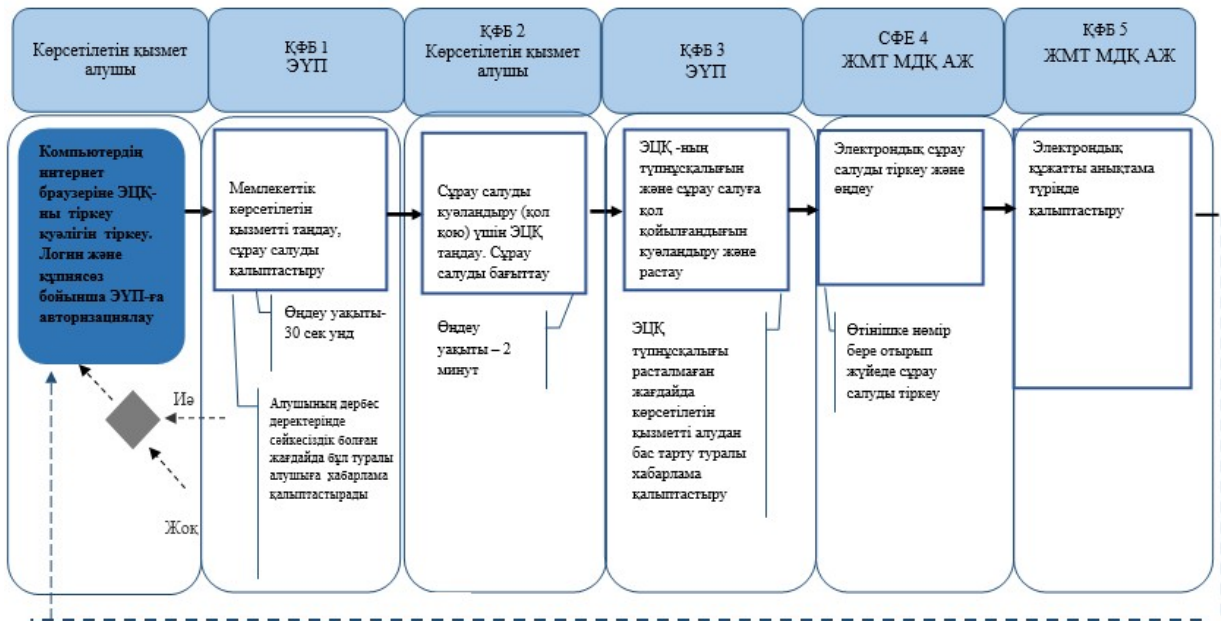 Көрсетілетін қызмет
алушы
ҚФБ 1
ЭҮП
ҚФБ 2
Көрсетілетін қызмет
алушы
ҚФБ 3
ЭҮП
СФЕ 4
ЖМТ МДҚ АЖ
ҚФБ 5
ЖМТ МДҚ АЖ
Компьютердің
интернет
браузеріне ЭЦҚ-
ны тіркеу
куәлігін тіркеу.
Логин және
құпиясөз
бойынша ЭҮП-ға
авторизациялау
Мемлекеттік
көрсетілетін
қызметті таңдау,
сұрау салуды
қалыптастыру
Сұрау салуды
куәландыру (қол
қою) үшін ЭЦҚ
таңдау. Сұрау
салуды бағыттау
ЭЦҚ -ның
түпнұсқалығын
және сұрау салуға
қол
қойылғандығын
куәландыру және
растау
Электрондық сұрау
салуды тіркеу және
өңдеу
Электрондық
құжатты анықтама
түрінде
қалыптастыру
Өңдеу уақыты-
30 сек унд
Өңдеу
уақыты – 2
минут
ЭЦҚ
түпнұсқалығы
расталмаған
жағдайда
көрсетілетін
қызметті алудан
бас тарту туралы
хабарлама
қалыптастыру
Өтінішке нөмір
бере отырып
жүйеде сұрау
салуды тіркеу
Иә
Алушының дербес
деректерінде
сәйкесіздік болған
жағдайда бұл туралы
алушыға хабарлама
қалыптастырады
Жоқ